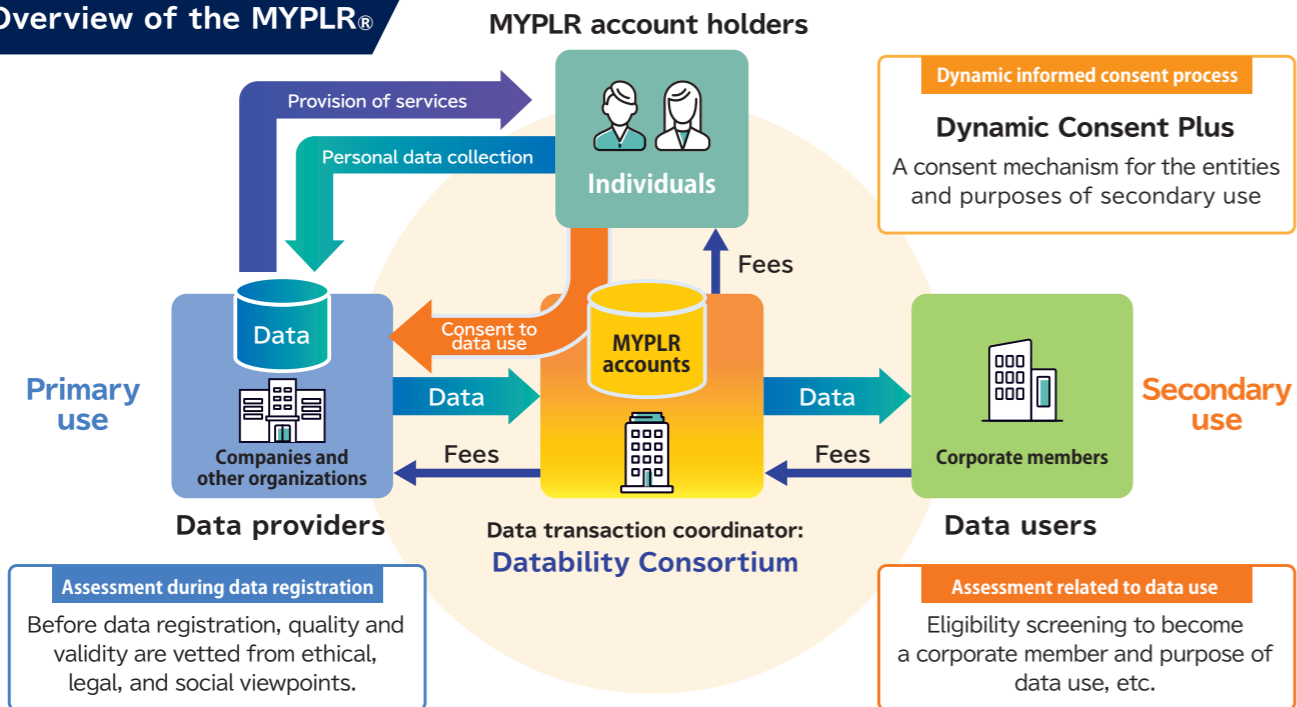 Overview of the MYPLR®
MYPLR account holders
Provision of services
Personal data collection
Individuals
Dynamic informed consent process
Dynamic Consent Plus
A consent mechanism for the entities
and purposes of secondary use
Fees
Data
Consent to
data use
MYPLR
accounts
Primary
use
Data
Data
Secondary
use
Companies and
other organizations
Fees
Fees
Corporate members
Data providers
Data transaction coordinator:
Datability Consortium
Data users
Assessment during data registration
Before data registration, quality and
validity are vetted from ethical,
legal, and social viewpoints.
Assessment related to data use
Eligibility screening to become
a corporate member and purpose of
data use, etc.